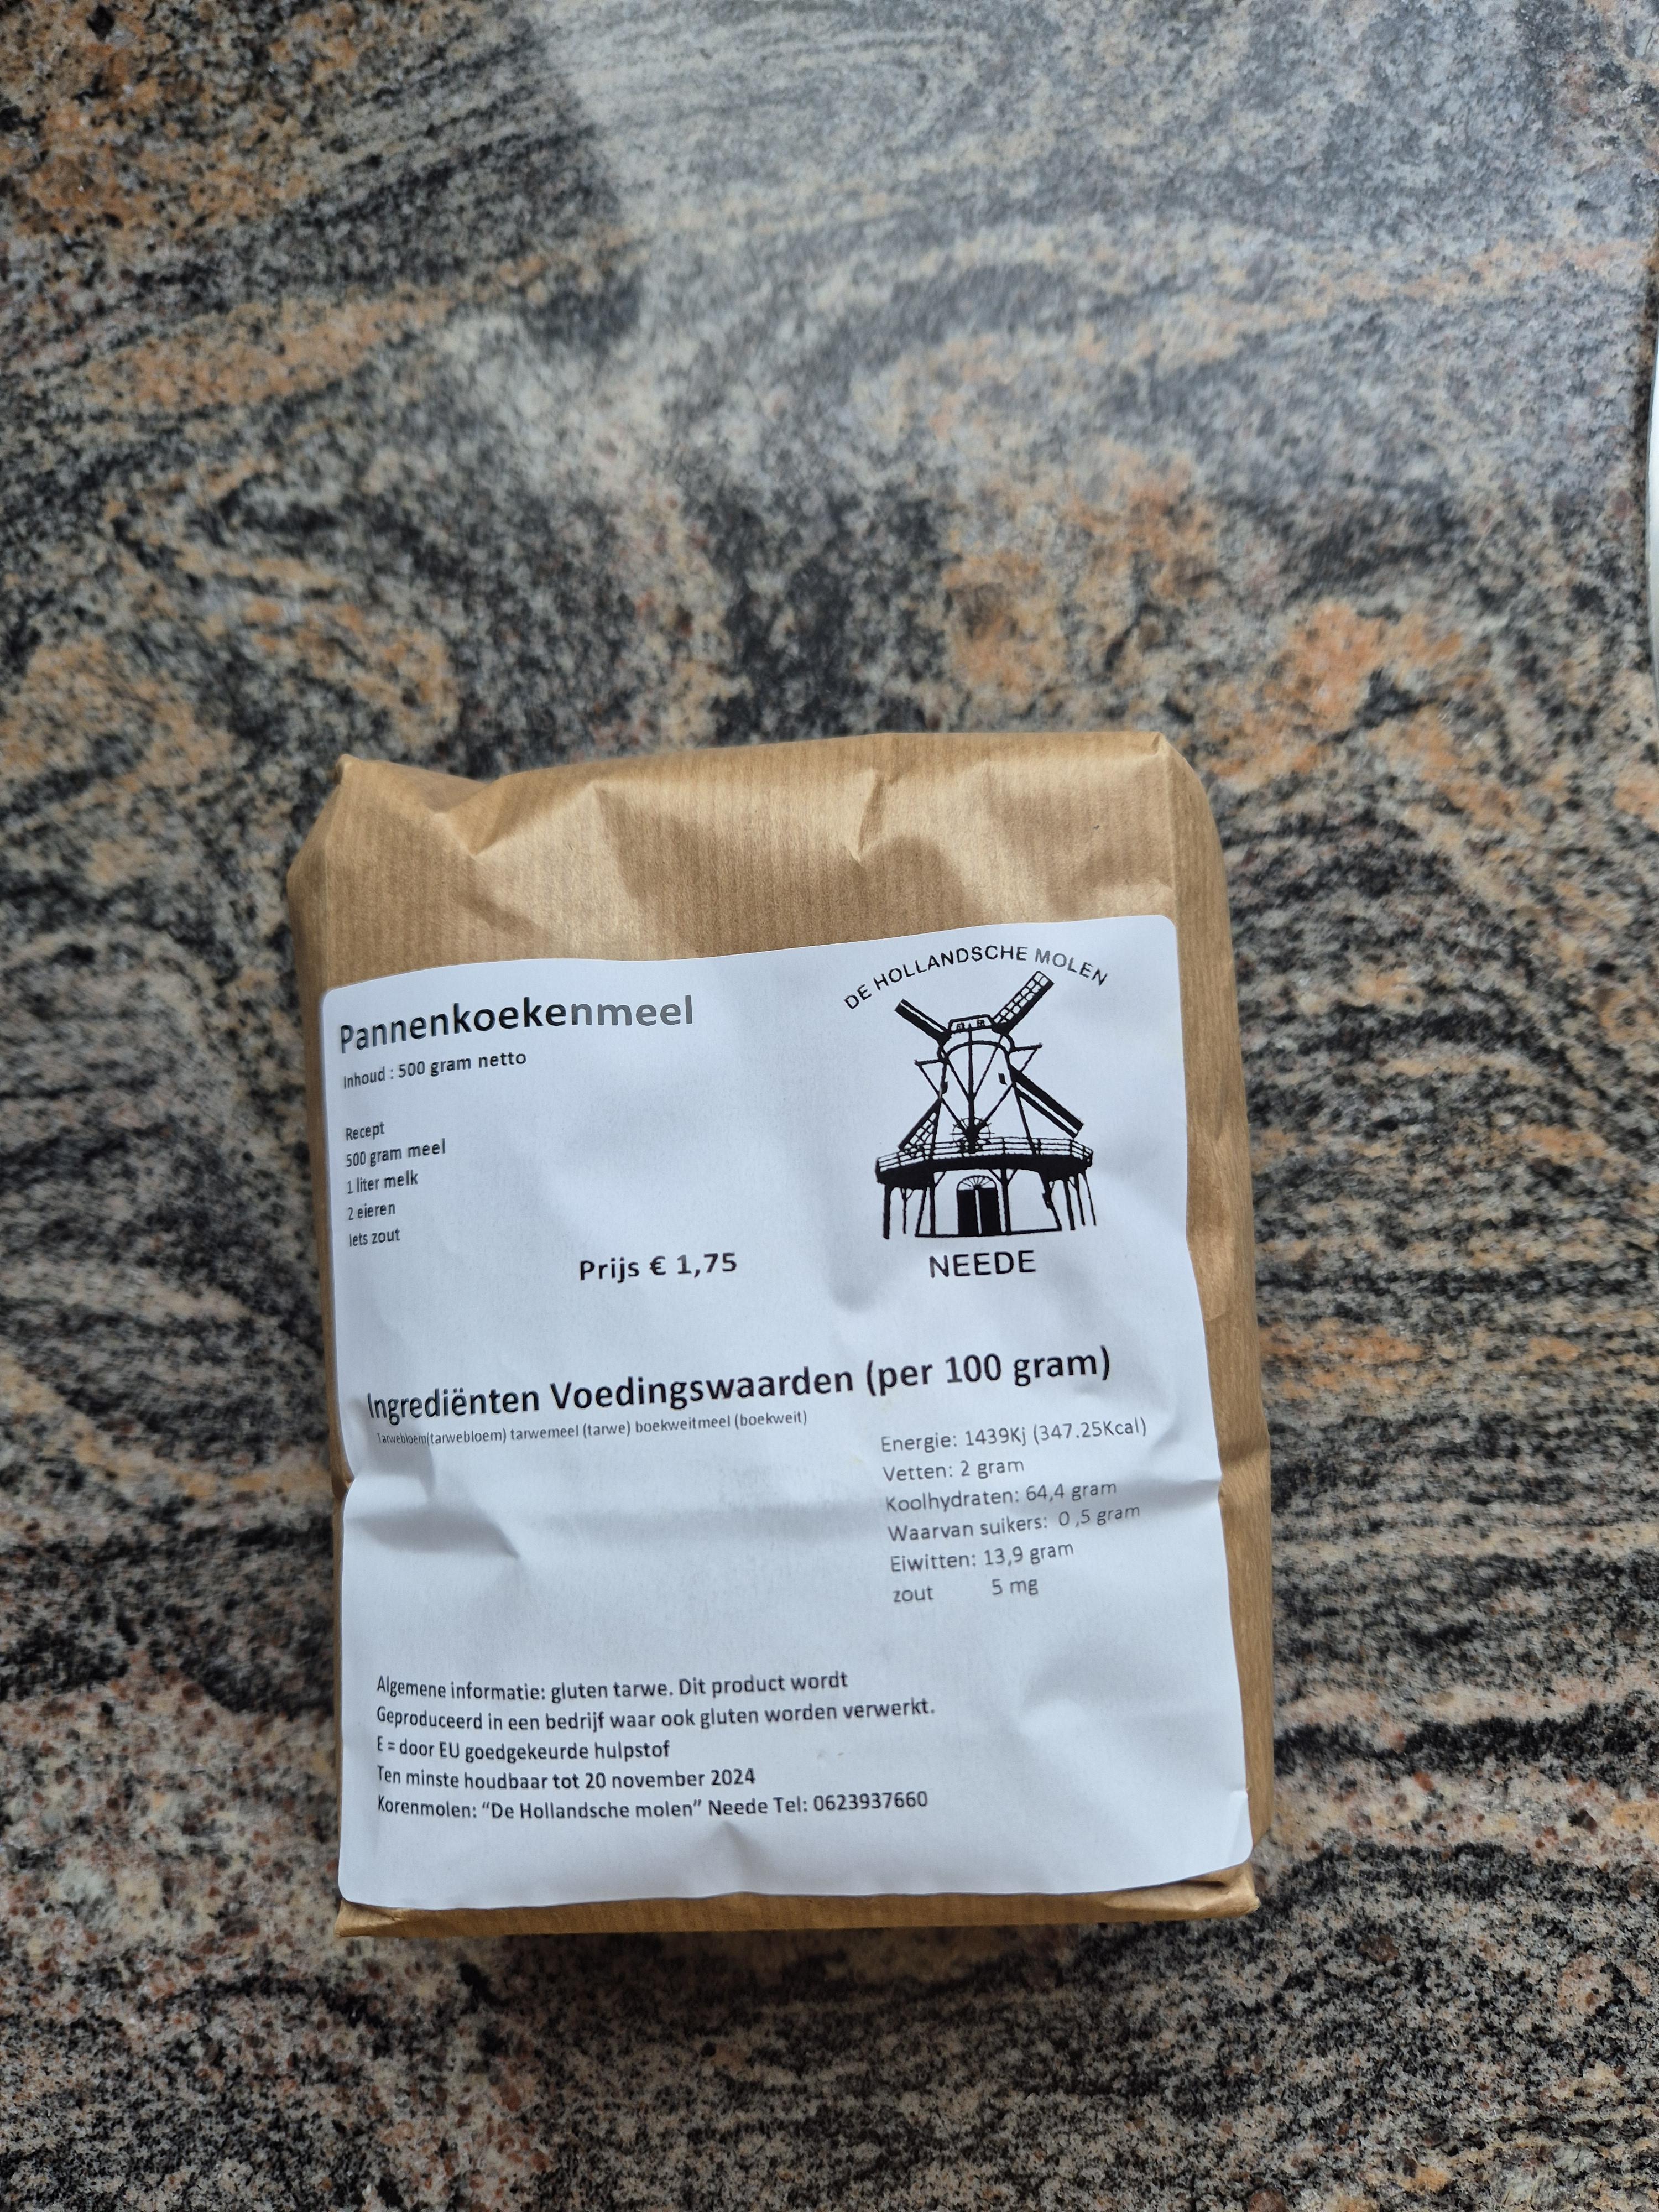 DE HOLLANDSCHE MOLEN
Pannenkoekenmeel
Inhoud : 500 gram netto
Recept
500 gram meel
1 liter melk
2 eieren
Iets zout
Prijs € 1,75
NEEDE
Ingrediënten Voedingswaarden (per 100 gram)
Tarwebloem(tarwebloem) tarwemeel (tarwe) boekweitmeel (boekweit)
Energie: 1439Kj (347.25Kcal)
Vetten: 2 gram
Koolhydraten: 64,4 gram
Waarvan suikers: 0 ,5 gram
Eiwitten: 13,9 gram
zout 5 mg
Algemene informatie: gluten tarwe. Dit product wordt
Geproduceerd in een bedrijf waar ook gluten worden verwerkt.
E = door EU goedgekeurde hulpstof
Ten minste houdbaar tot 20 november 2024
Korenmolen: “De Hollandsche molen” Neede Tel: 0623937660